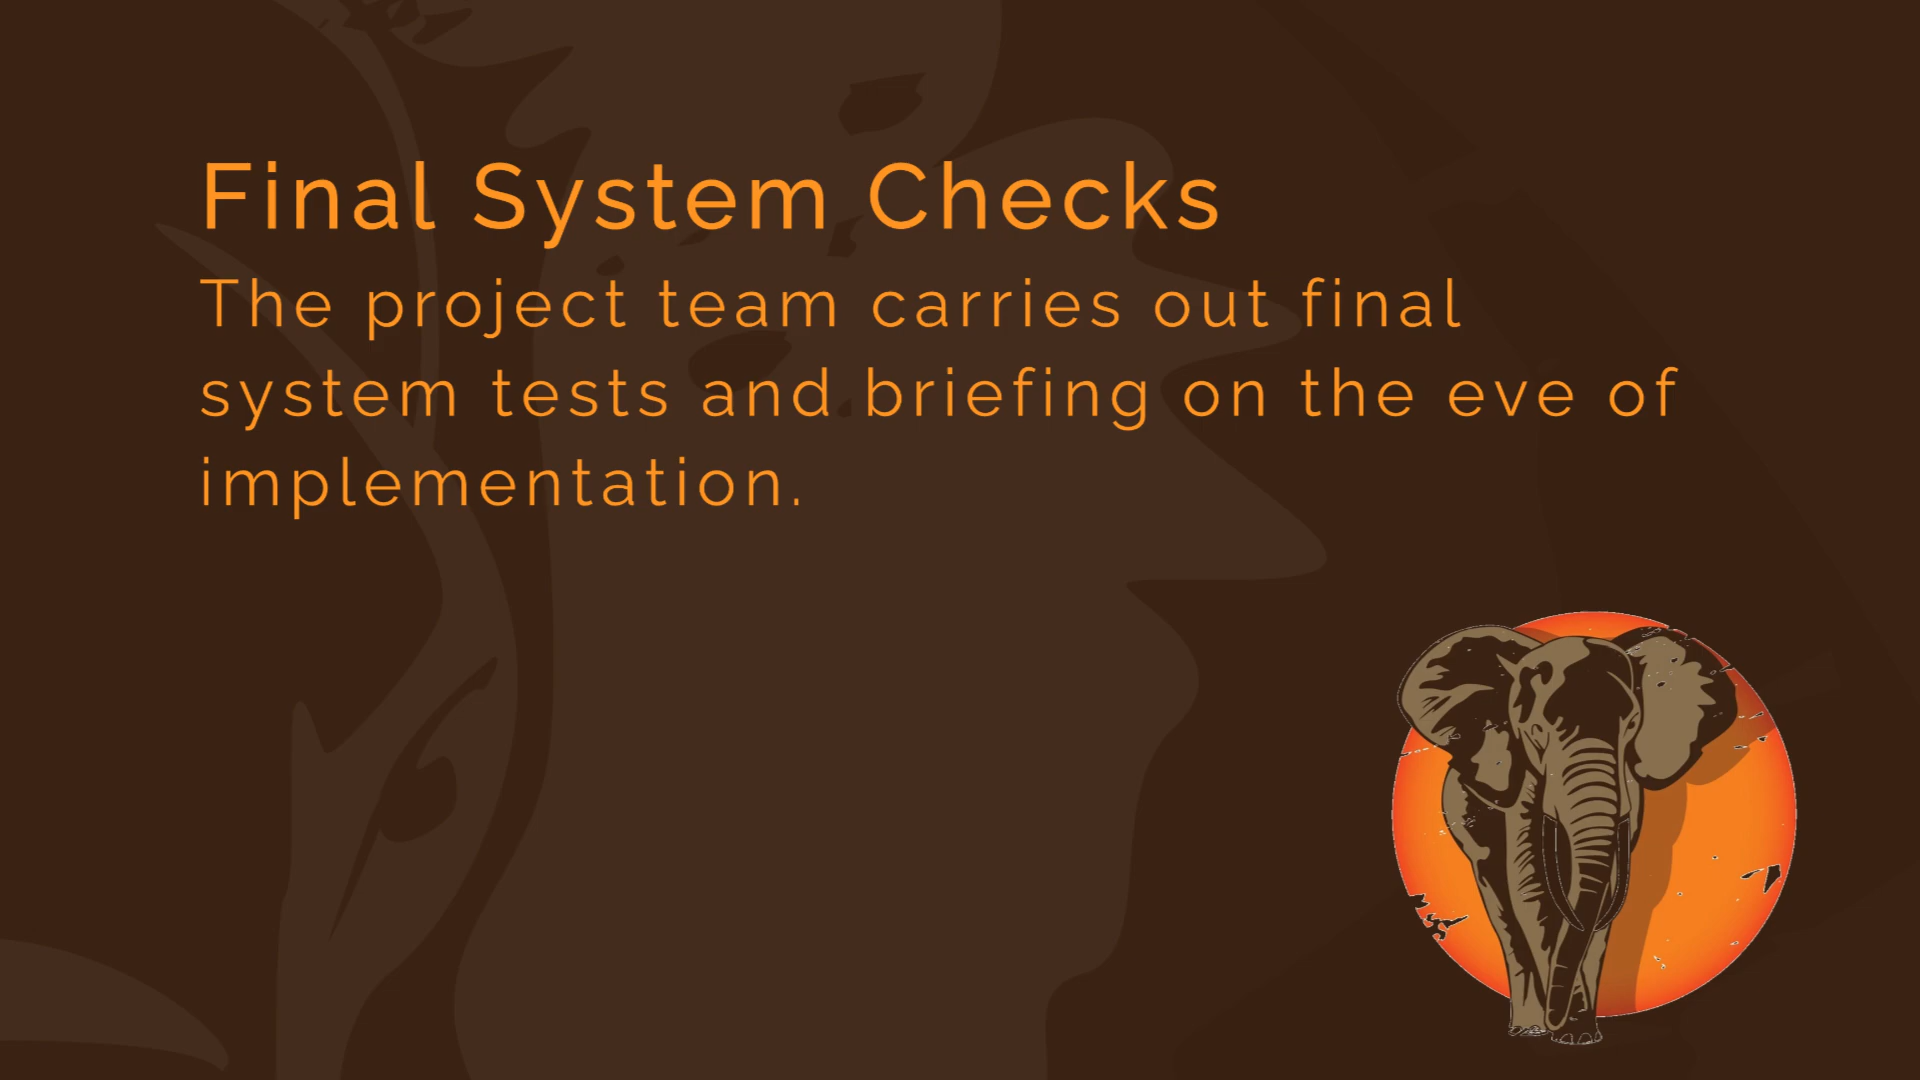 Final System Checks
The project team carries out final
system tests and briefing on the eve of
implementation.